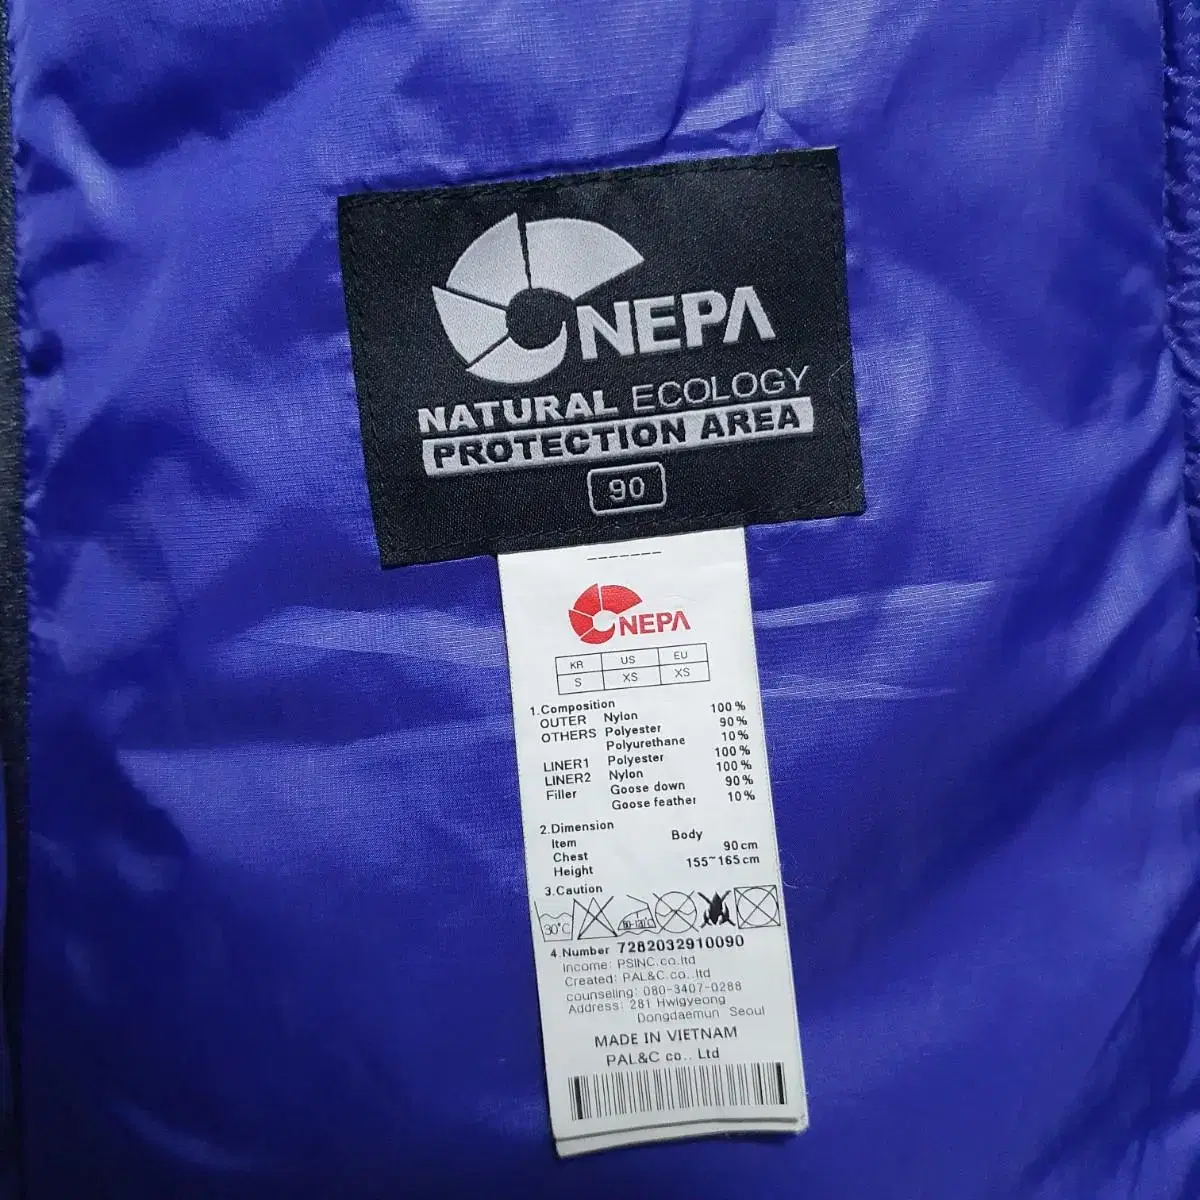 NEPA
NATURAL ECOLOGY
PROTECTION AREA
90
NEPA
KR US EU
S XS XS
1.Composition
OUTER Nylon 100%
OTHERS Polyester 90%
Polyurethane 10%
LINER1 Polyester 100%
LINER2 Nylon 100%
Filler Goose down 90%
Goose feather 10%
2.Dimension
Item Body
Chest 90cm
Height 155~165cm
3.Caution
30°C 80-120°C
4.Number 7282032910090
Income: PSINC.co.ltd
Created: PAL&C.co..ltd
counseling: 080-3407-0288
Address: 281 Hwigyeong
Dongdaemun Seoul
MADE IN VIETNAM
PAL&C co.. Ltd